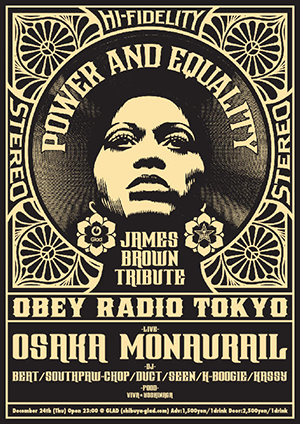 HI-FIDELITY
POWER AND EQUALITY
STEREO
STEREO
Glad
JAMES
BROWN
TRIBUTE
OBEY RADIO TOKYO
-LIVE-
OSAKA MONAURAIL
-DJ-
BEAT/SOUTHPAW-CHOP/DUCT/SEEN/K-BOOGIE/KASSY
-FOOD-
December 24th (Thu) Open 23:00 @ GLAD (shibuya-glad.com) Adv:1,500yen/1drink Door:2,500yen/1drink